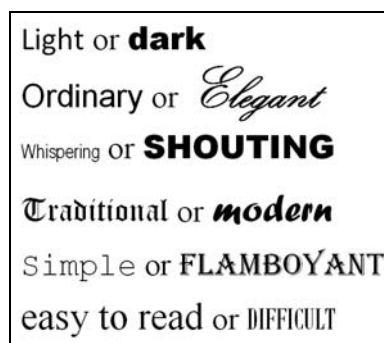 Light or dark
Ordinary or Elegant
Whispering or SHOUTING
Traditional or modern
Simple or FLAMBOYANT
easy to read or DIFFICULT